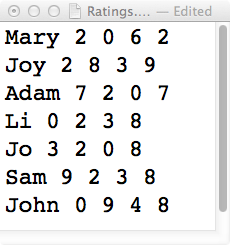 Ratings.... — Edited
Mary 2 0 6 2
Joy 2 8 3 9
Adam 7 2 0 7
Li 0 2 3 8
Jo 3 2 0 8
Sam 9 2 3 8
John 0 9 4 8